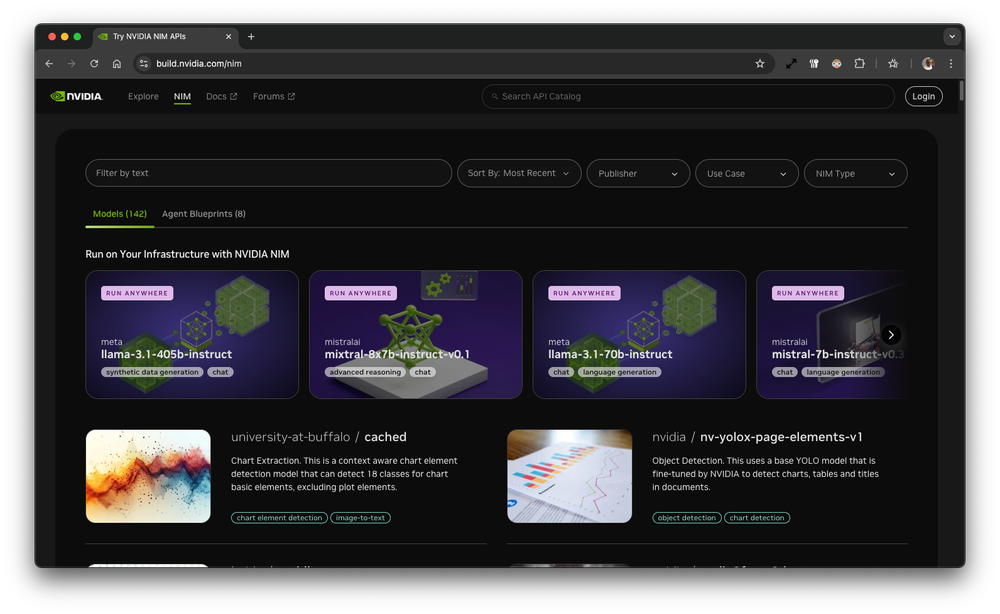 Try NVIDIA NIM APIs
build.nvidia.com/nim
NVIDIA.
Explore
NIM
Docs
Forums
Search API Catalog
Login
Filter by text
Sort By: Most Recent
Publisher
Use Case
NIM Type
Models (142)
Agent Blueprints (8)
Run on Your Infrastructure with NVIDIA NIM
RUN ANYWHERE
meta
llama-3.1-405b-instruct
synthetic data generation
chat
RUN ANYWHERE
mistralai
mixtral-8x7b-instruct-v0.1
advanced reasoning
chat
RUN ANYWHERE
meta
llama-3.1-70b-instruct
chat
language generation
RUN ANYWHERE
mistralai
mistral-7b-instruct-v0.3
chat
language generation
university-at-buffalo / cached
Chart Extraction. This is a context aware chart element
detection model that can detect 18 classes for chart
basic elements, excluding plot elements.
chart element detection
image-to-text
nvidia / nv-yolox-page-elements-v1
Object Detection. This uses a base YOLO model that is
fine-tuned by NVIDIA to detect charts, tables and titles
in documents.
object detection
chart detection